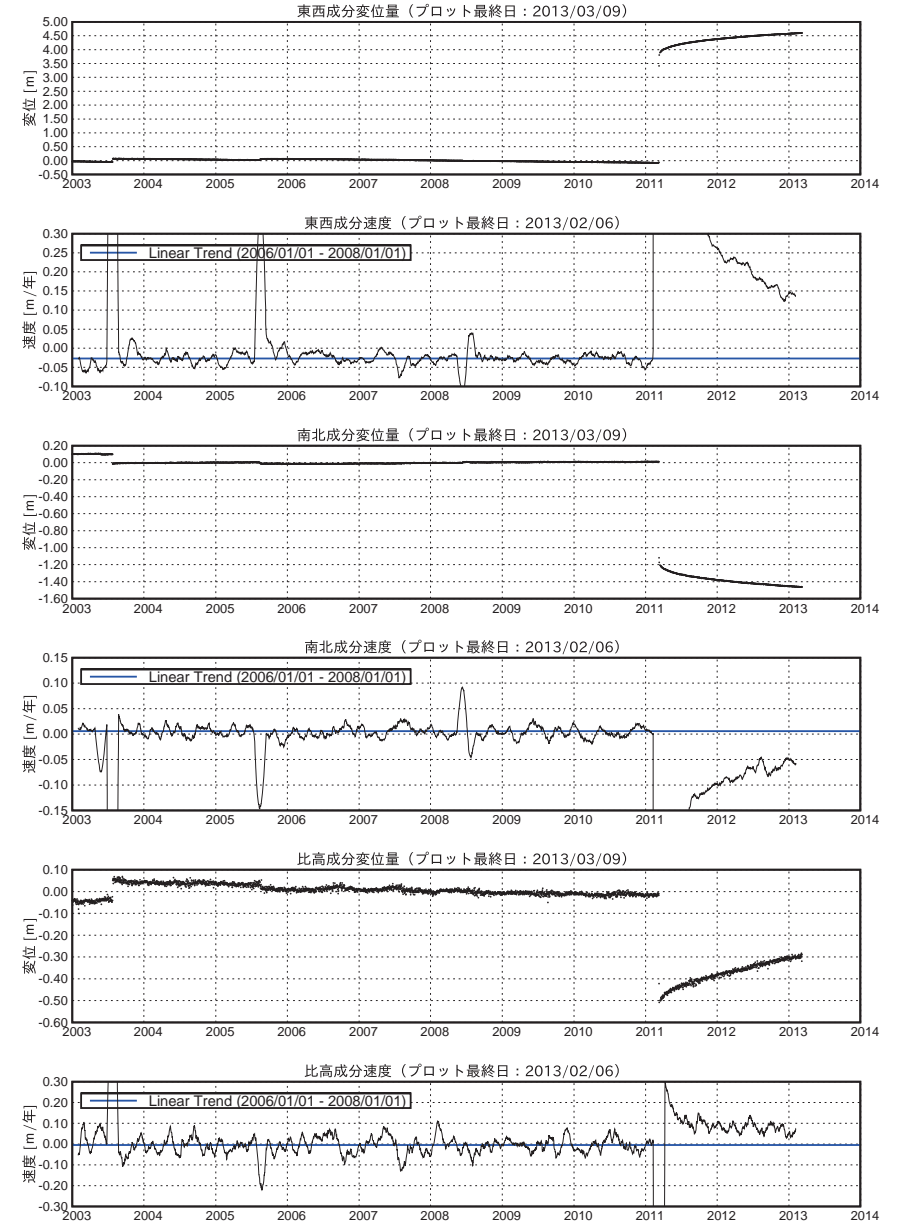 東西成分変位量（プロット最終日：2013/03/09）
5.00
4.50
4.00
3.50
3.00
2.50
2.00
1.50
1.00
0.50
0.00
-0.50
変位 [m]
2003 2004 2005 2006 2007 2008 2009 2010 2011 2012 2013 2014
東西成分速度（プロット最終日：2013/02/06）
0.30
0.25
0.20
0.15
0.10
0.05
0.00
-0.05
-0.10
速度 [m/年]
Linear Trend (2006/01/01 - 2008/01/01)
2003 2004 2005 2006 2007 2008 2009 2010 2011 2012 2013 2014
南北成分変位量（プロット最終日：2013/03/09）
0.20
0.00
-0.20
-0.40
-0.60
-0.80
-1.00
-1.20
-1.40
-1.60
変位 [m]
2003 2004 2005 2006 2007 2008 2009 2010 2011 2012 2013 2014
南北成分速度（プロット最終日：2013/02/06）
0.15
0.10
0.05
0.00
-0.05
-0.10
-0.15
速度 [m/年]
Linear Trend (2006/01/01 - 2008/01/01)
2003 2004 2005 2006 2007 2008 2009 2010 2011 2012 2013 2014
比高成分変位量（プロット最終日：2013/03/09）
0.10
0.00
-0.10
-0.20
-0.30
-0.40
-0.50
-0.60
変位 [m]
2003 2004 2005 2006 2007 2008 2009 2010 2011 2012 2013 2014
比高成分速度（プロット最終日：2013/02/06）
0.30
0.20
0.10
0.00
-0.10
-0.20
-0.30
速度 [m/年]
Linear Trend (2006/01/01 - 2008/01/01)
2003 2004 2005 2006 2007 2008 2009 2010 2011 2012 2013 2014